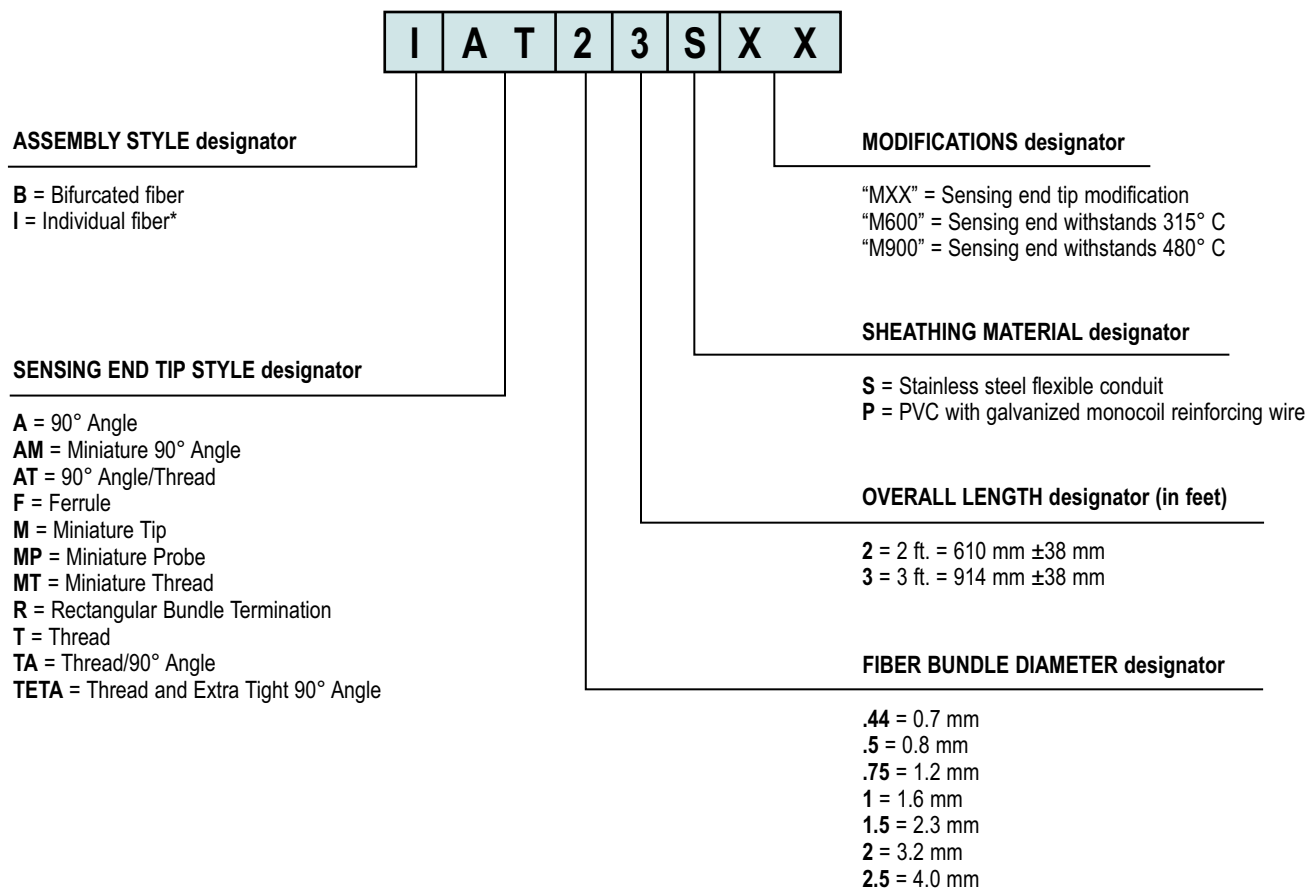 I A T 2 3 S X X
ASSEMBLY STYLE designator
B = Bifurcated fiber
I = Individual fiber*
SENSING END TIP STYLE designator
A = 90° Angle
AM = Miniature 90° Angle
AT = 90° Angle/Thread
F = Ferrule
M = Miniature Tip
MP = Miniature Probe
MT = Miniature Thread
R = Rectangular Bundle Termination
T = Thread
TA = Thread/90° Angle
TETA = Thread and Extra Tight 90° Angle
MODIFICATIONS designator
“MXX” = Sensing end tip modification
“M600” = Sensing end withstands 315° C
“M900” = Sensing end withstands 480° C
SHEATHING MATERIAL designator
S = Stainless steel flexible conduit
P = PVC with galvanized monocoil reinforcing wire
OVERALL LENGTH designator (in feet)
2 = 2 ft. = 610 mm ±38 mm
3 = 3 ft. = 914 mm ±38 mm
FIBER BUNDLE DIAMETER designator
.44 = 0.7 mm
.5 = 0.8 mm
.75 = 1.2 mm
1 = 1.6 mm
1.5 = 2.3 mm
2 = 3.2 mm
2.5 = 4.0 mm